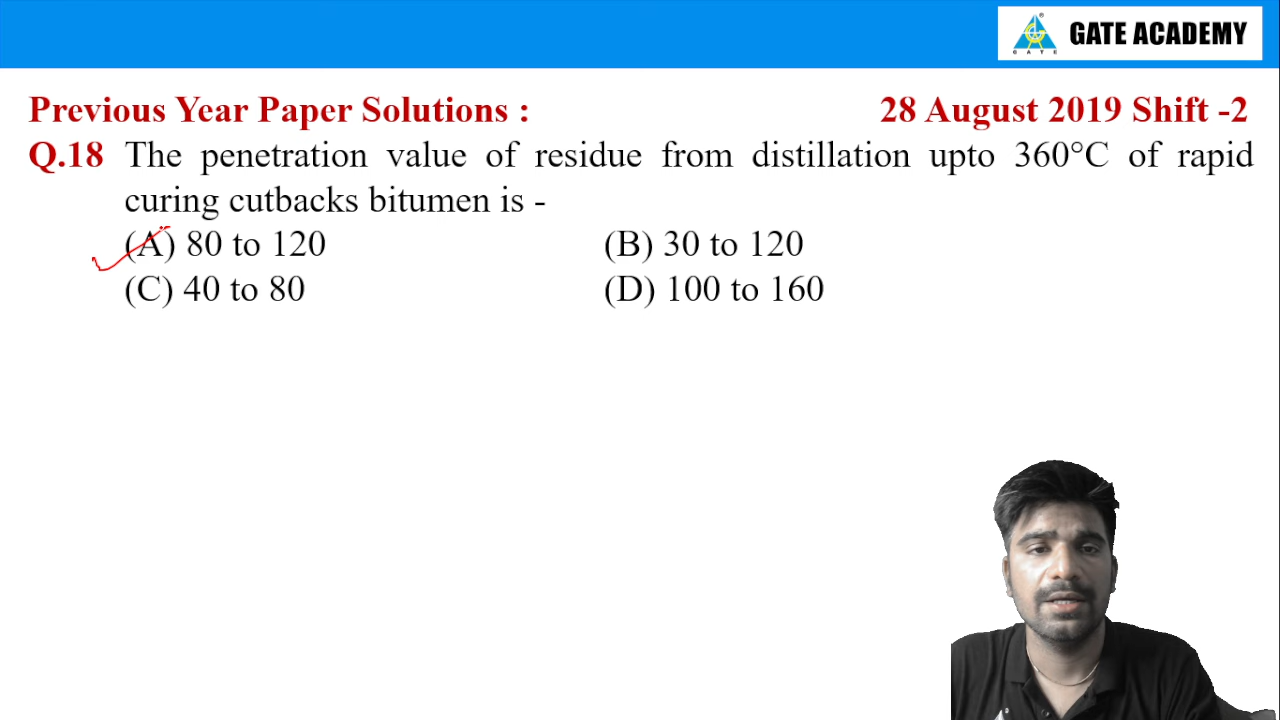 GATE ACADEMY
GATE
Previous Year Paper Solutions :
28 August 2019 Shift -2
Q.18 The penetration value of residue from distillation upto 360°C of rapid
curing cutbacks bitumen is -
(A) 80 to 120
(B) 30 to 120
(C) 40 to 80
(D) 100 to 160